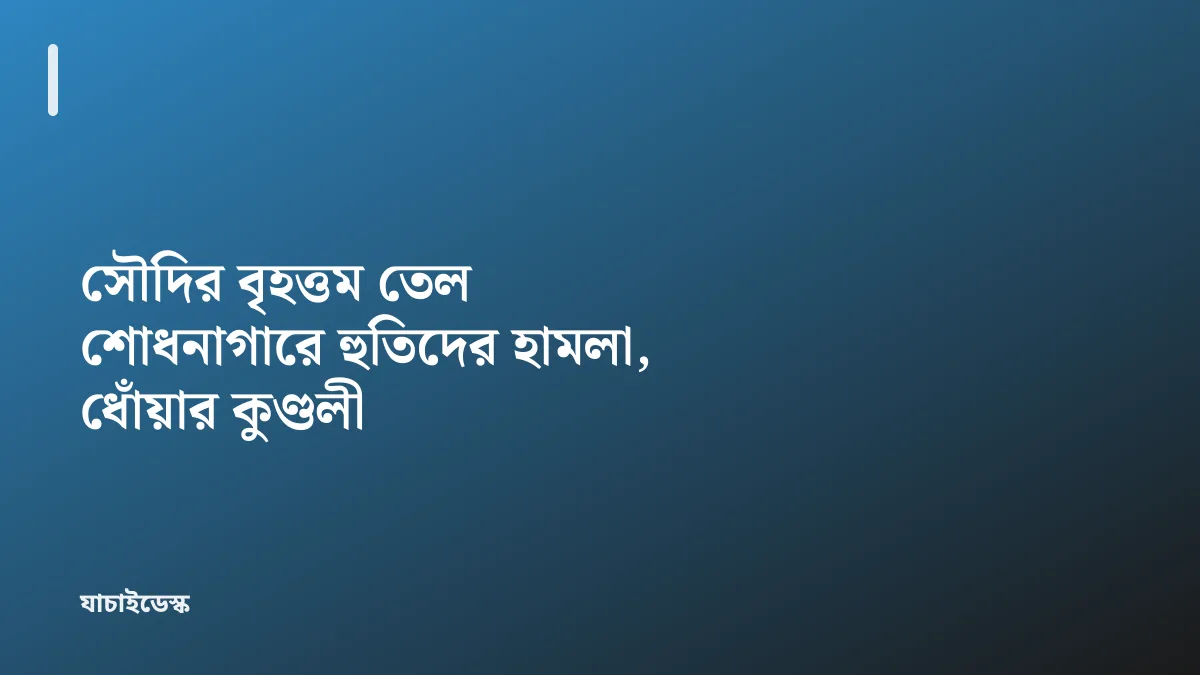 সৌদির বৃহত্তম তেল
শোধনাগারে হুতিদের হামলা,
ধোঁয়ার কুণ্ডলী
যাচাইডেস্ক